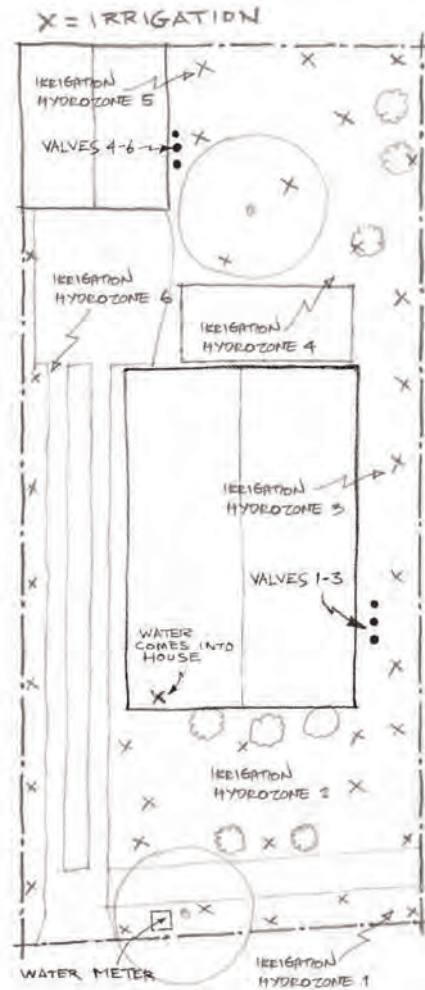 X = IRRIGATION
IRRIGATION
HYDROZONE 5
VALVES 4-6
IRRIGATION
HYDROZONE 6
IRRIGATION
HYDROZONE 4
IRRIGATION
HYDROZONE 3
VALVES 1-3
WATER
COMES INTO
HOUSE
IRRIGATION
HYDROZONE 2
WATER METER
IRRIGATION
HYDROZONE 1